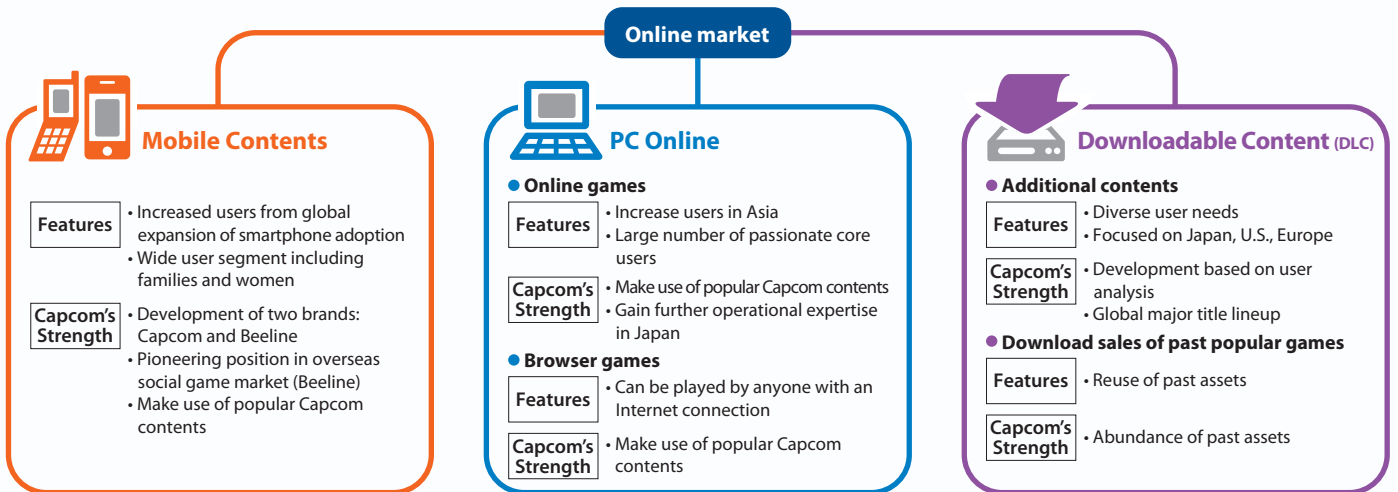 Online market
Mobile Contents
Features
• Increased users from global
expansion of smartphone adoption
• Wide user segment including
families and women
Capcom's
Strength
• Development of two brands:
Capcom and Beeline
• Pioneering position in overseas
social game market (Beeline)
• Make use of popular Capcom
contents
PC Online
• Online games
Features
• Increase users in Asia
• Large number of passionate core
users
Capcom's
Strength
• Make use of popular Capcom contents
• Gain further operational expertise
in Japan
• Browser games
Features
• Can be played by anyone with an
Internet connection
Capcom's
Strength
• Make use of popular Capcom
contents
Downloadable Content (DLC)
• Additional contents
Features
• Diverse user needs
• Focused on Japan, U.S., Europe
Capcom's
Strength
• Development based on user
analysis
• Global major title lineup
• Download sales of past popular games
Features
• Reuse of past assets
Capcom's
Strength
• Abundance of past assets